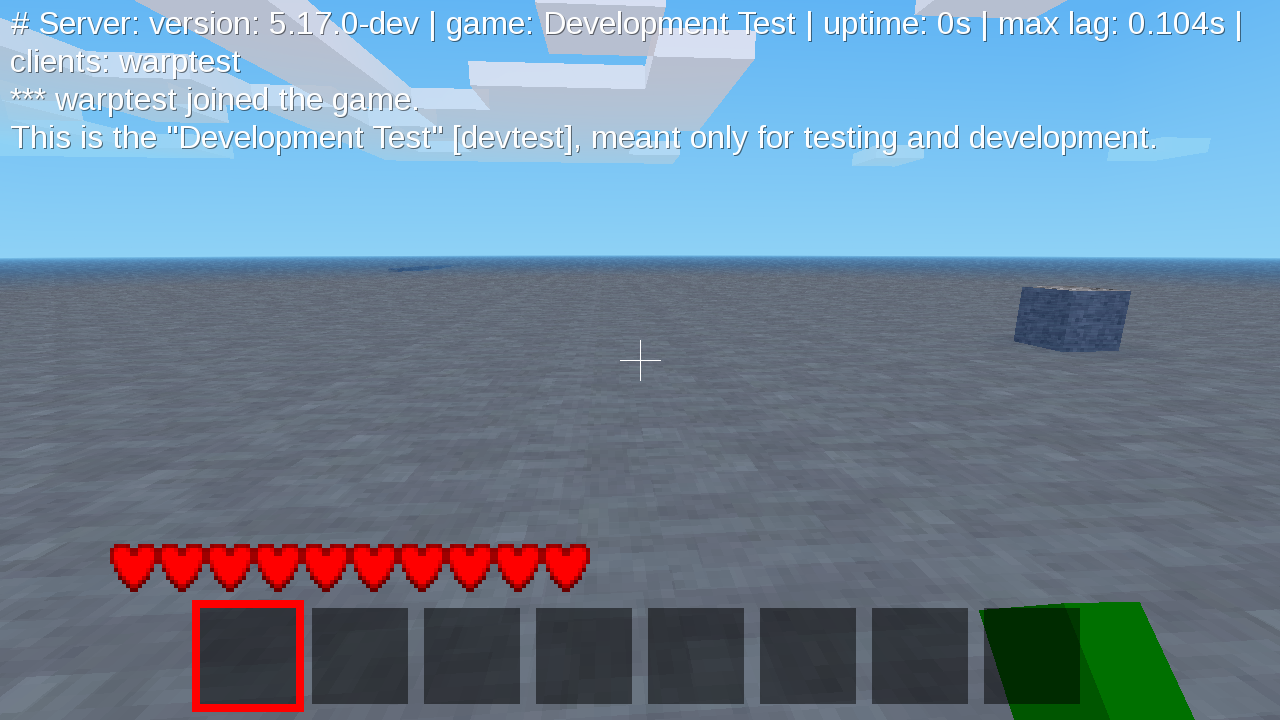 # Server: version: 5.17.0-dev | game: Development Test | uptime: 0s | max lag: 0.104s |
clients: warptest
*** warptest joined the game.
This is the "Development Test" [devtest], meant only for testing and development.